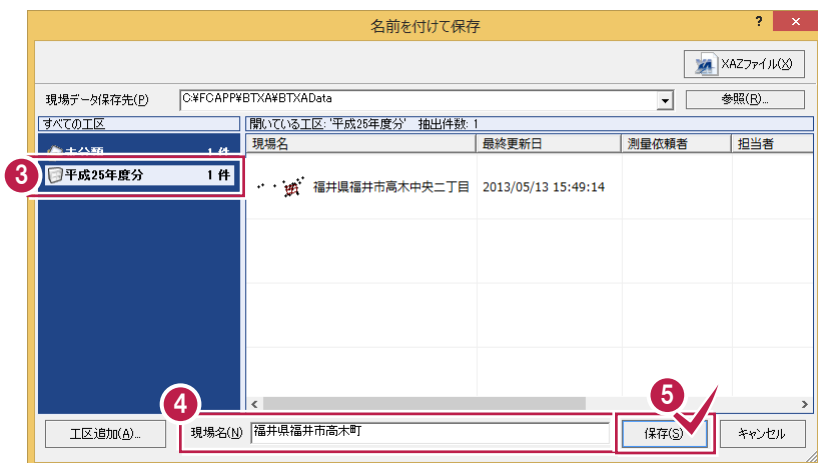 名前を付けて保存
? ×
XAZファイル(X)
現場データ保存先(P) C:¥FCAPP¥BTXA¥BTXAData 参照(R)...
すべての工区 開いている工区:'平成25年度分' 抽出件数: 1
現場名 最終更新日 測量依頼者 担当者
未分類 1 件
3 平成25年度分 1 件
福井県福井市高木中央二丁目 2013/05/13 15:49:14
4 5
工区追加(A)... 現場名(N) 福井県福井市高木町 保存(S) キャンセル